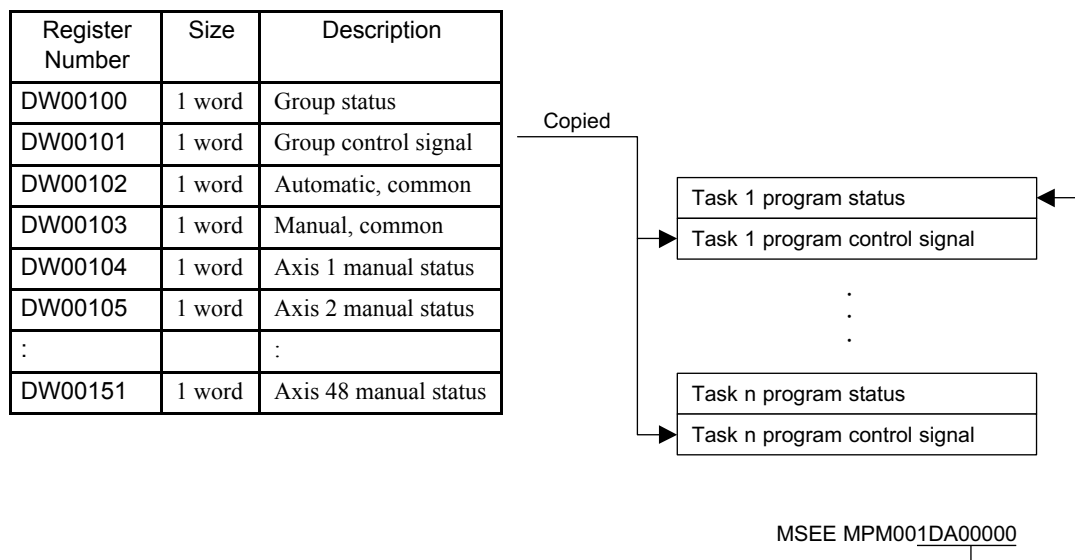 Register Number Size Description
DW00100 1 word Group status
DW00101 1 word Group control signal
DW00102 1 word Automatic, common
DW00103 1 word Manual, common
DW00104 1 word Axis 1 manual status
DW00105 1 word Axis 2 manual status
: :
DW00151 1 word Axis 48 manual status
Copied
Task 1 program status
Task 1 program control signal
.
.
.
Task n program status
Task n program control signal
MSEE MPM001DA00000